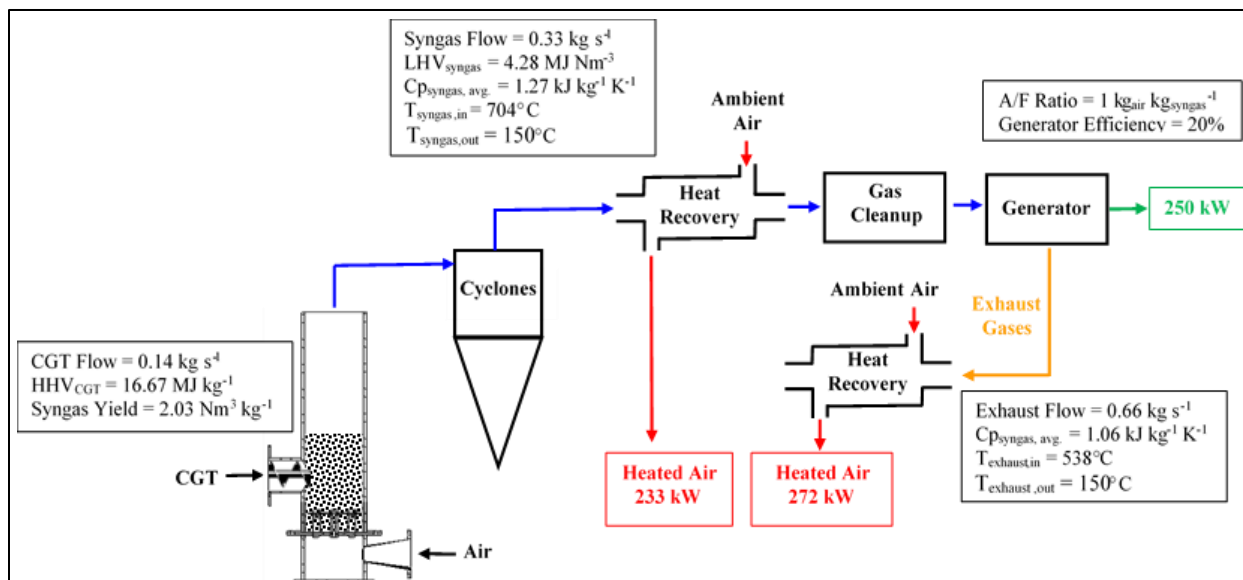 Syngas Flow = 0.33 kg s⁻¹
LHVsyngas = 4.28 MJ Nm⁻³
Cpsyngas, avg. = 1.27 kJ kg⁻¹ K⁻¹
Tsyngas,in = 704°C
Tsyngas,out = 150°C
Ambient
Air
A/F Ratio = 1 kgair kgsyngas⁻¹
Generator Efficiency = 20%
Heat
Recovery
Gas
Cleanup
Generator
250 kW
Cyclones
Ambient Air
Exhaust
Gases
Heat
Recovery
CGT Flow = 0.14 kg s⁻¹
HHVCGT = 16.67 MJ kg⁻¹
Syngas Yield = 2.03 Nm³ kg⁻¹
Exhaust Flow = 0.66 kg s⁻¹
Cpsyngas, avg. = 1.06 kJ kg⁻¹ K⁻¹
Texhaust,in = 538°C
Texhaust,out = 150°C
Heated Air
233 kW
Heated Air
272 kW
CGT
Air